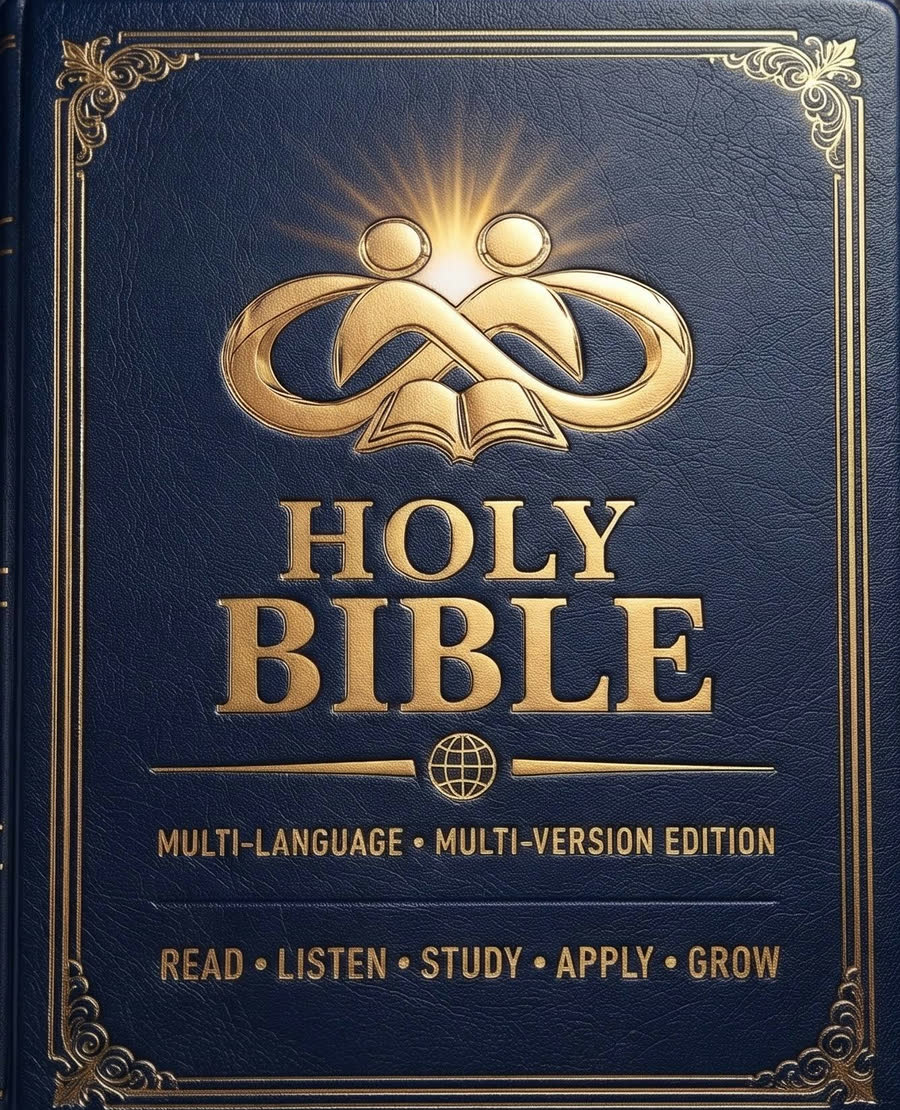 HOLY
BIBLE
MULTI-LANGUAGE • MULTI-VERSION EDITION
READ • LISTEN • STUDY • APPLY • GROW